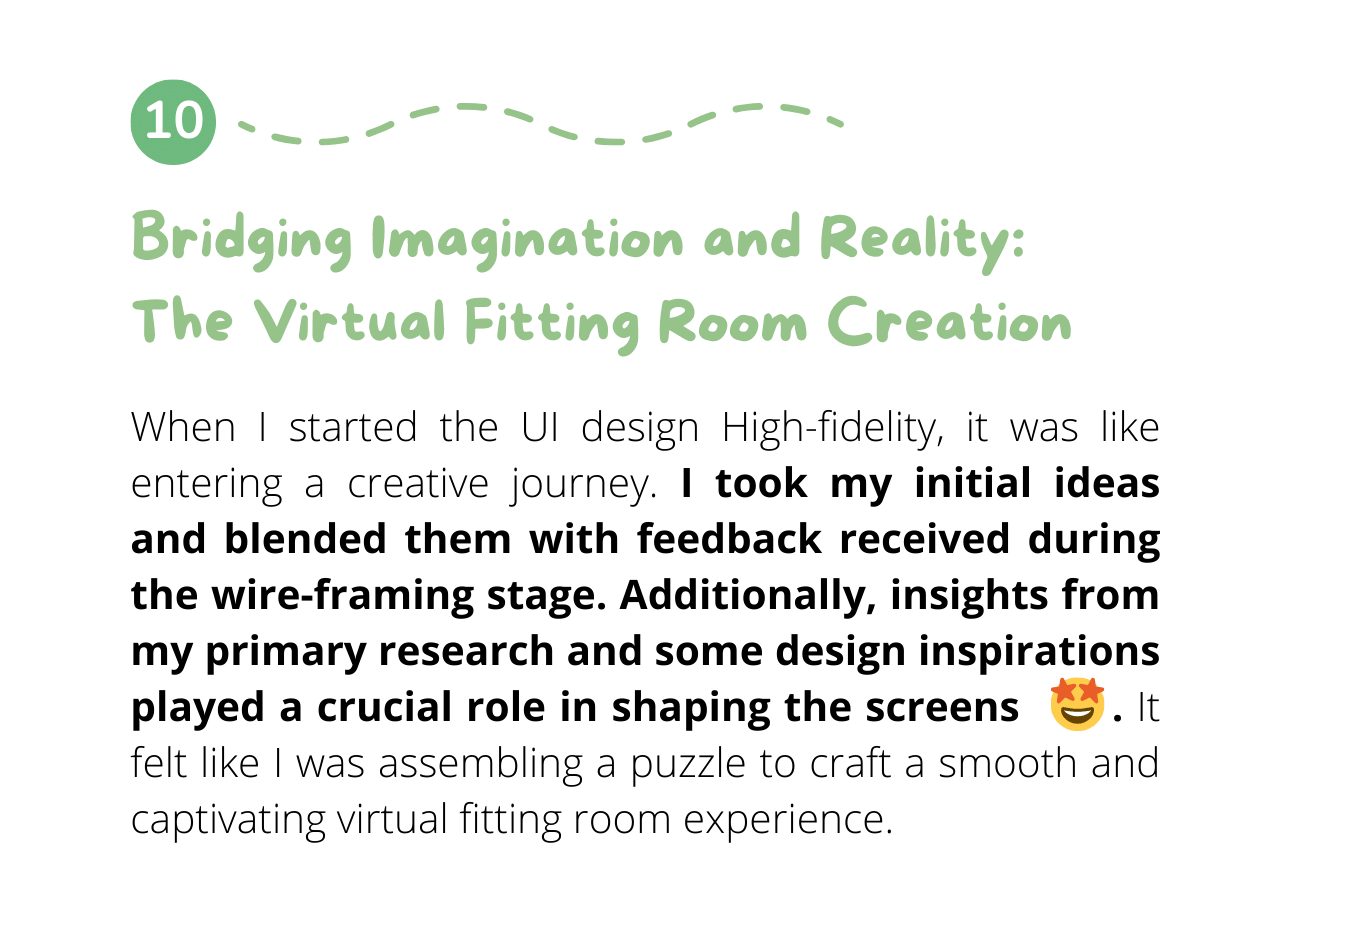 10
Bridging Imagination and Reality:
The Virtual Fitting Room Creation
When I started the UI design High-fidelity, it was like
entering a creative journey. I took my initial ideas
and blended them with feedback received during
the wire-framing stage. Additionally, insights from
my primary research and some design inspirations
played a crucial role in shaping the screens 🤩. It
felt like I was assembling a puzzle to craft a smooth and
captivating virtual fitting room experience.